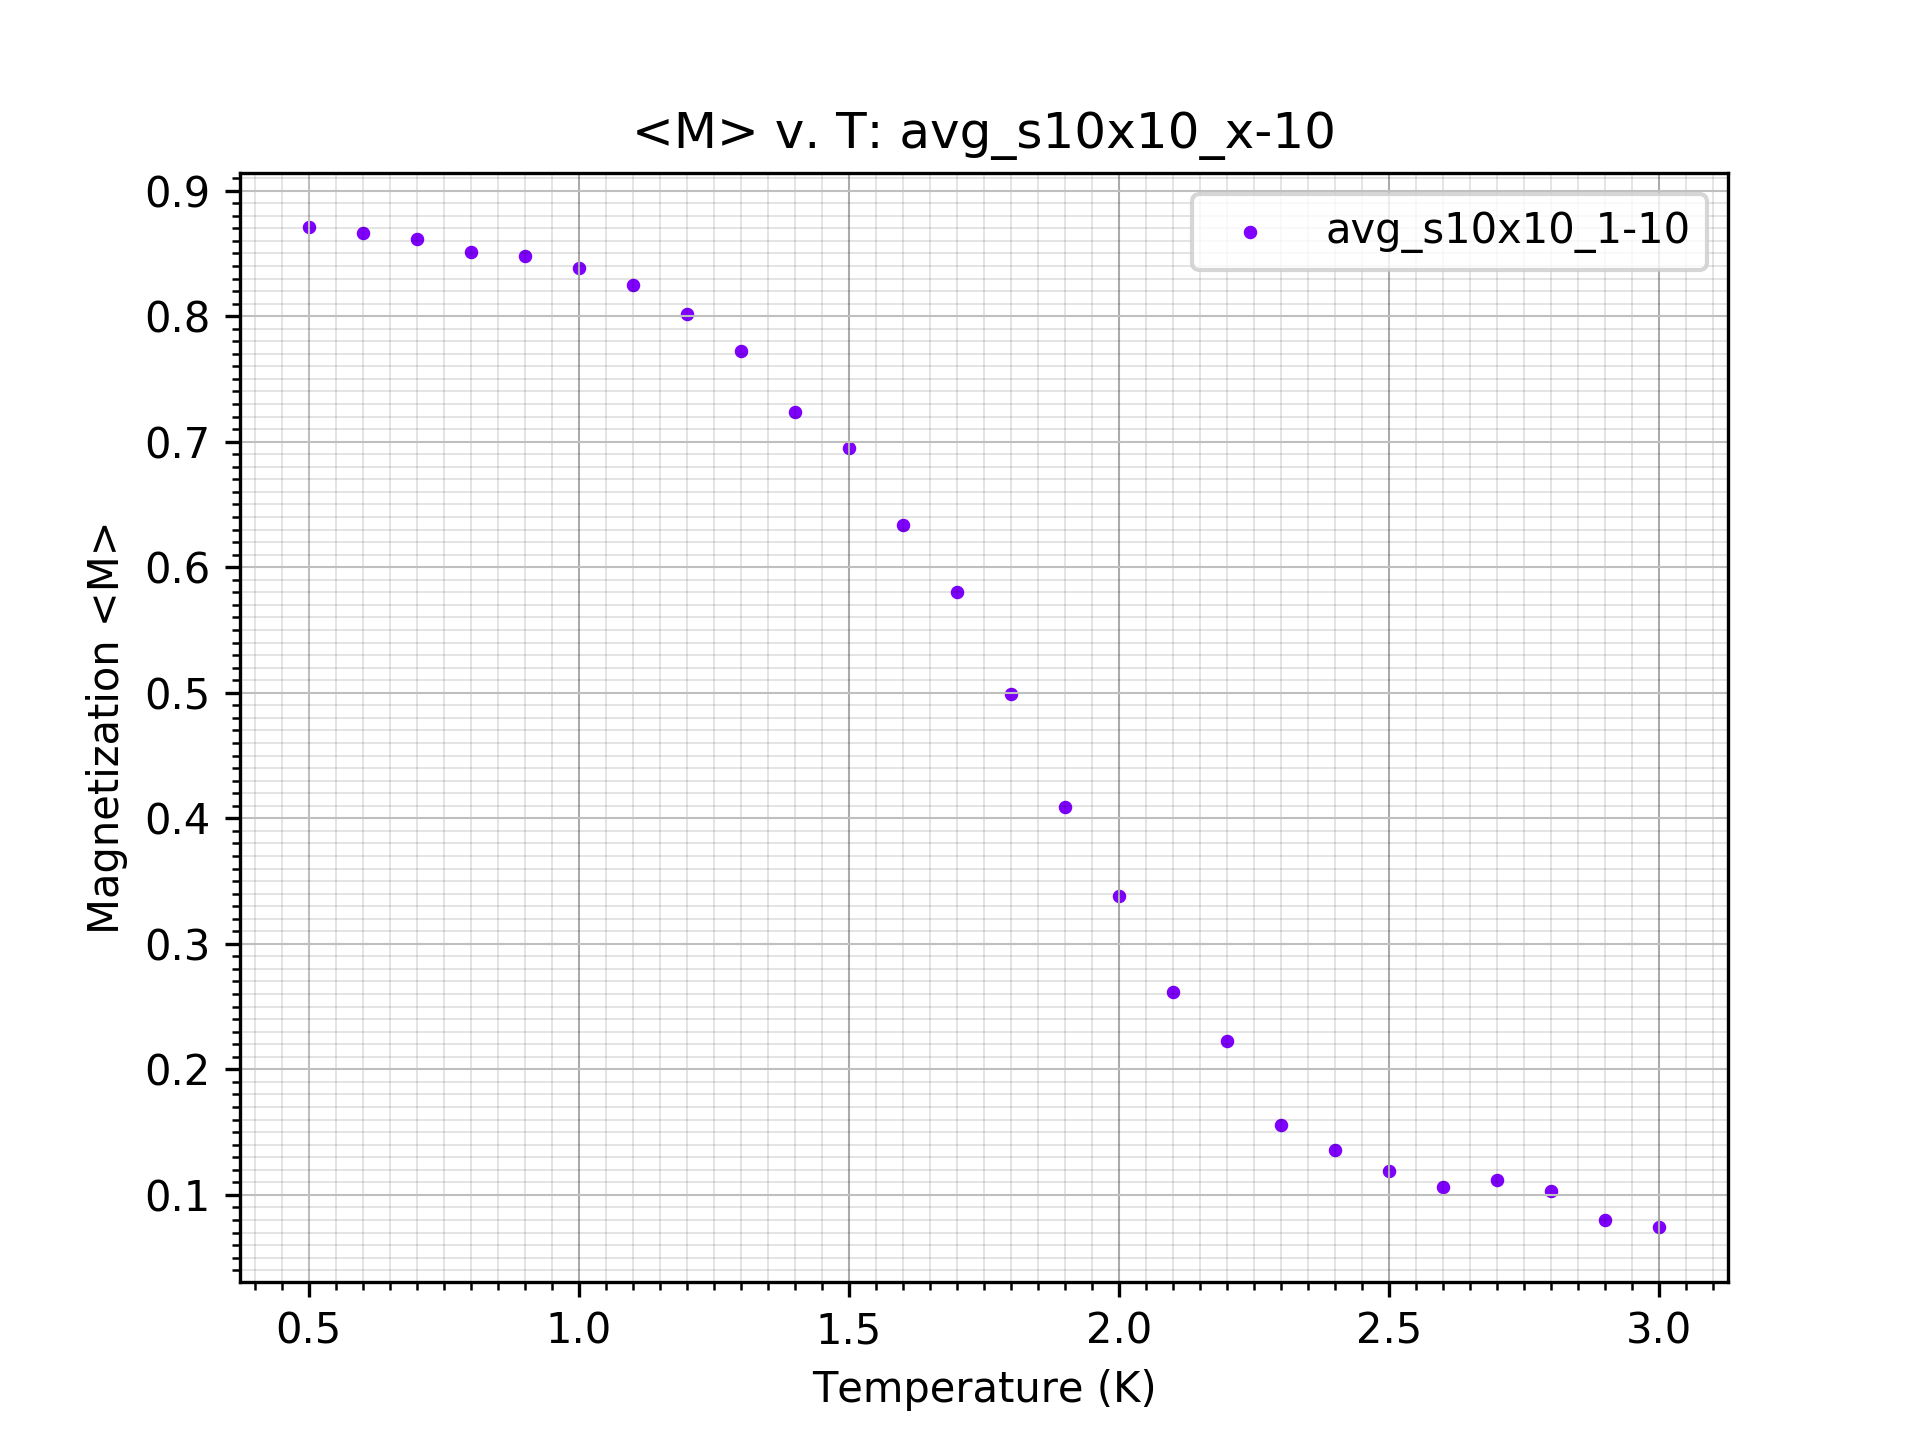 <M> v. T: avg_s10x10_x-10
avg_s10x10_1-10
0.9
0.8
0.7
0.6
0.5
0.4
0.3
0.2
0.1
Magnetization <M>
0.5 1.0 1.5 2.0 2.5 3.0
Temperature (K)